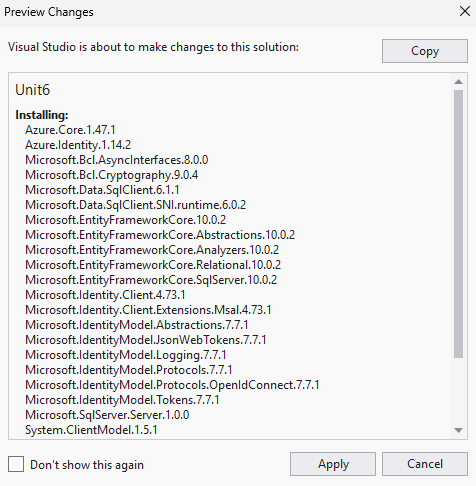 Preview Changes
Visual Studio is about to make changes to this solution:
Copy
Unit6
Installing:
Azure.Core.1.47.1
Azure.Identity.1.14.2
Microsoft.Bcl.AsyncInterfaces.8.0.0
Microsoft.Bcl.Cryptography.9.0.4
Microsoft.Data.SqlClient.6.1.1
Microsoft.Data.SqlClient.SNI.runtime.6.0.2
Microsoft.EntityFrameworkCore.10.0.2
Microsoft.EntityFrameworkCore.Abstractions.10.0.2
Microsoft.EntityFrameworkCore.Analyzers.10.0.2
Microsoft.EntityFrameworkCore.Relational.10.0.2
Microsoft.EntityFrameworkCore.SqlServer.10.0.2
Microsoft.Identity.Client.4.73.1
Microsoft.Identity.Client.Extensions.Msal.4.73.1
Microsoft.IdentityModel.Abstractions.7.7.1
Microsoft.IdentityModel.JsonWebTokens.7.7.1
Microsoft.IdentityModel.Logging.7.7.1
Microsoft.IdentityModel.Protocols.7.7.1
Microsoft.IdentityModel.Protocols.OpenIdConnect.7.7.1
Microsoft.IdentityModel.Tokens.7.7.1
Microsoft.SqlServer.Server.1.0.0
System.ClientModel.1.5.1
Don't show this again
Apply
Cancel